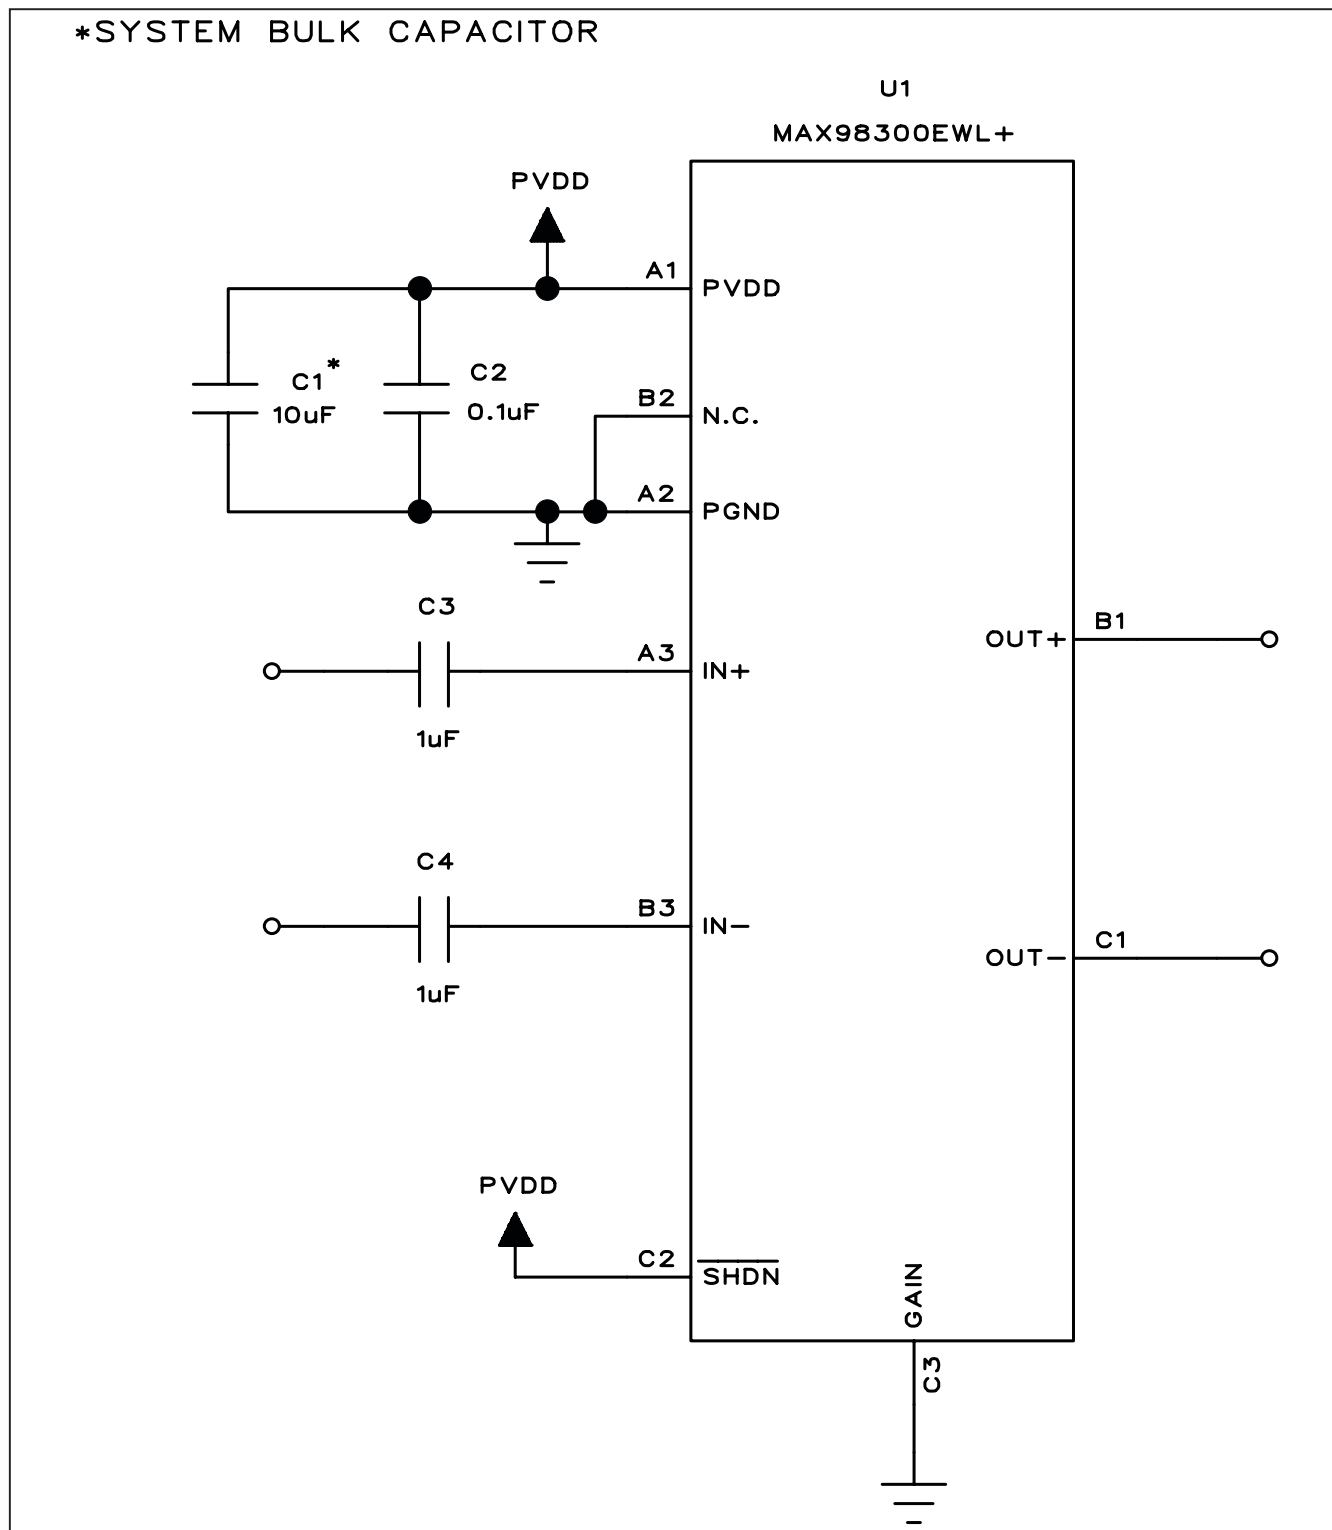 *SYSTEM BULK CAPACITOR
U1
MAX98300EWL+
PVDD
A1
PVDD
C1*
10uF
C2
0.1uF
B2
N.C.
A2
PGND
C3
1uF
A3
IN+
OUT+
B1
C4
1uF
B3
IN-
OUT-
C1
PVDD
C2
SHDN
GAIN
C3